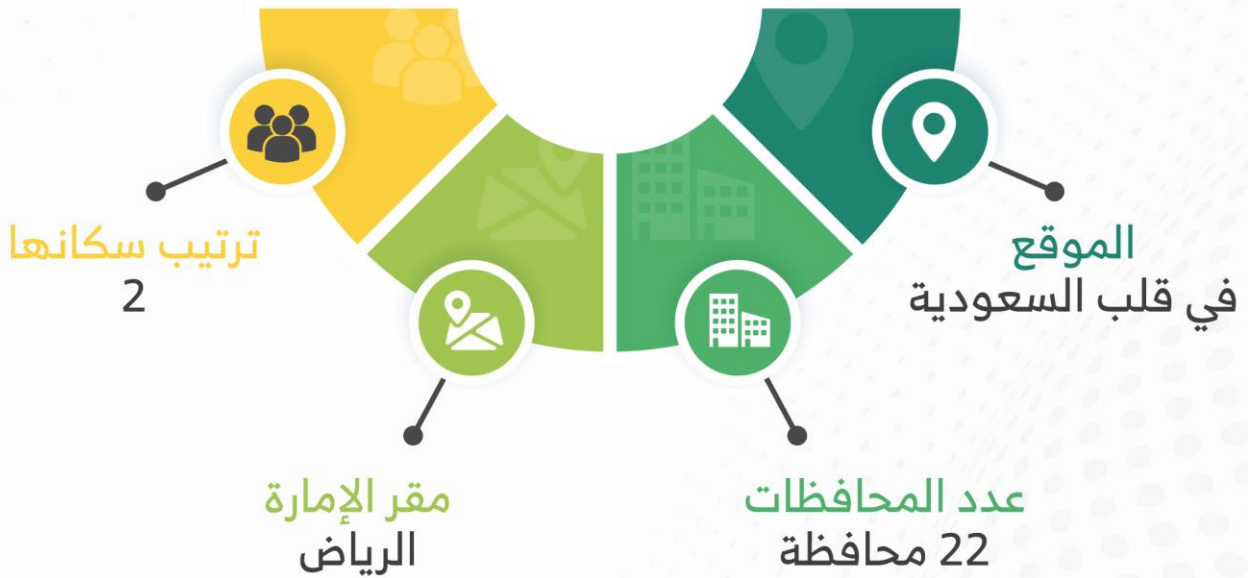 الموقع
في قلب السعودية
عدد المحافظات
22 محافظة
مقر الإمارة
الرياض
ترتيب سكانها
2